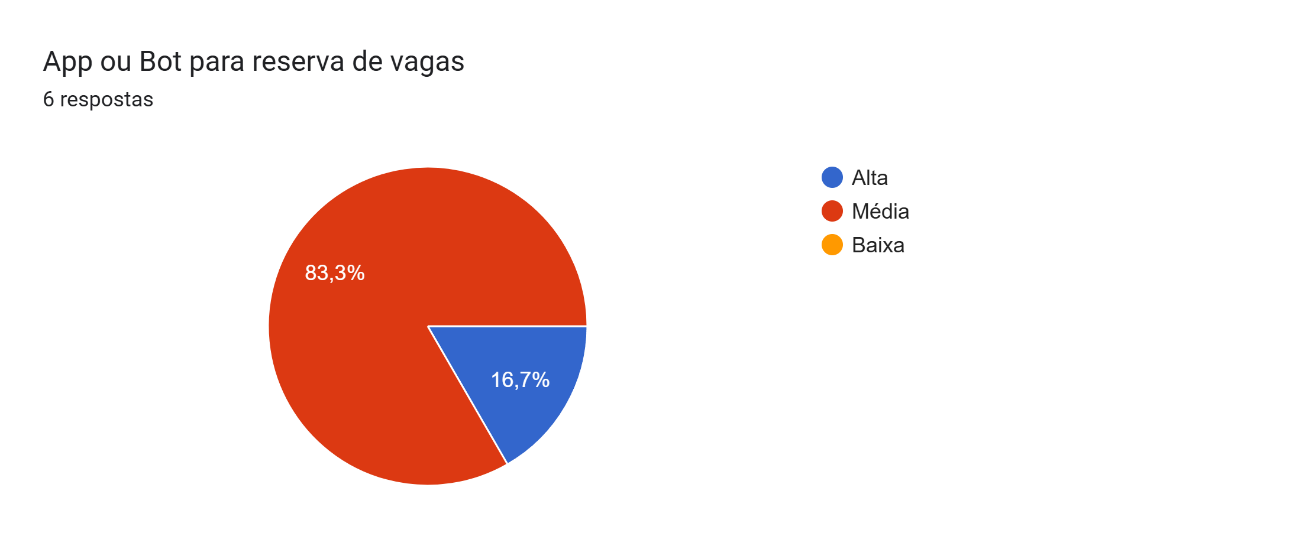 App ou Bot para reserva de vagas
6 respostas
83,3%
16,7%
Alta
Média
Baixa